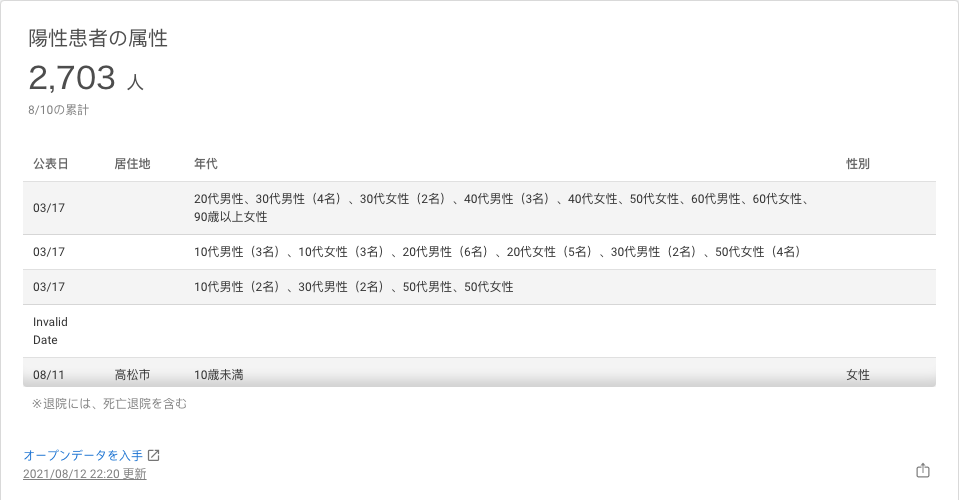 陽性患者の属性
2,703 人
8/10の累計
公表日 居住地 年代 性別
03/17 20代男性、30代男性（4名）、30代女性（2名）、40代男性（3名）、40代女性、50代女性、60代男性、60代女性、
90歳以上女性
03/17 10代男性（3名）、10代女性（3名）、20代男性（6名）、20代女性（5名）、30代男性（2名）、50代女性（4名）
03/17 10代男性（2名）、30代男性（2名）、50代男性、50代女性
Invalid
Date
08/11 高松市 10歳未満 女性
※退院には、死亡退院を含む
オープンデータを入手
2021/08/12 22:20 更新